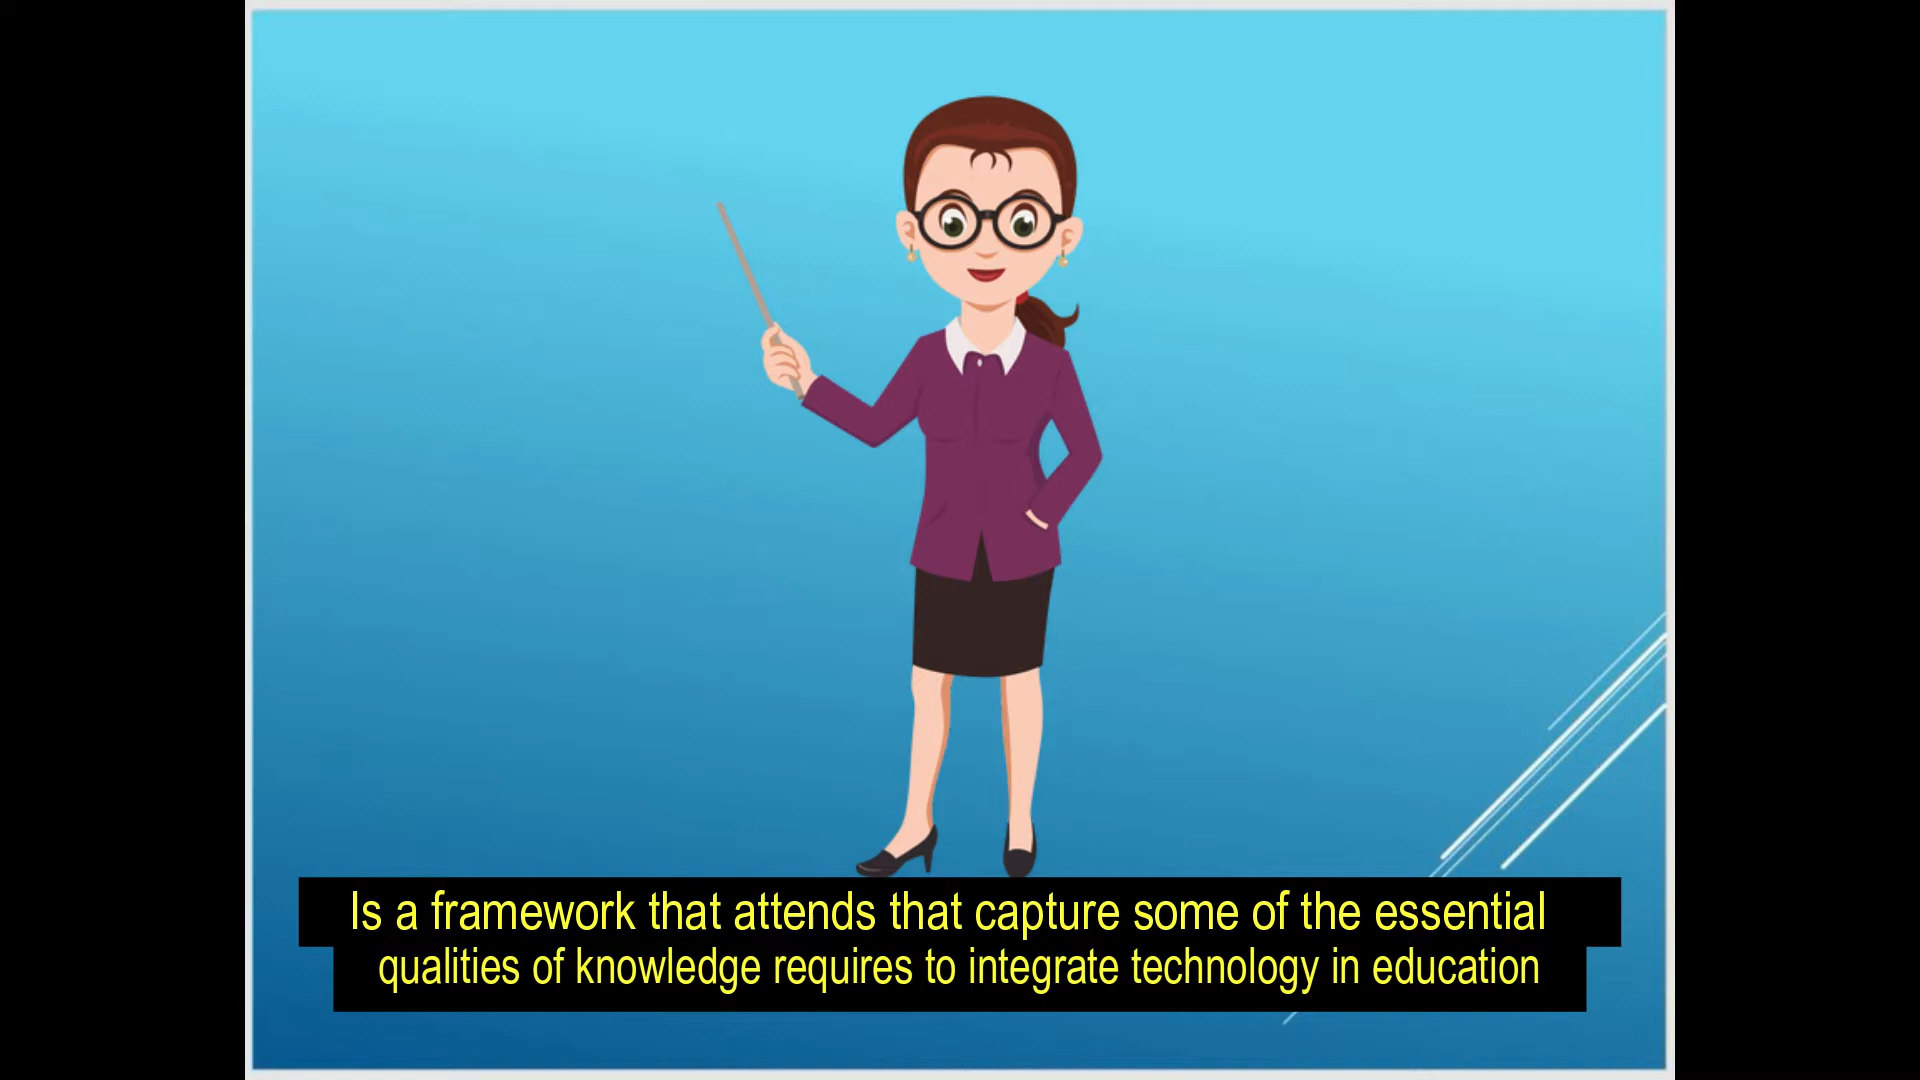 Is a framework that attends that capture some of the essential
qualities of knowledge requires to integrate technology in education